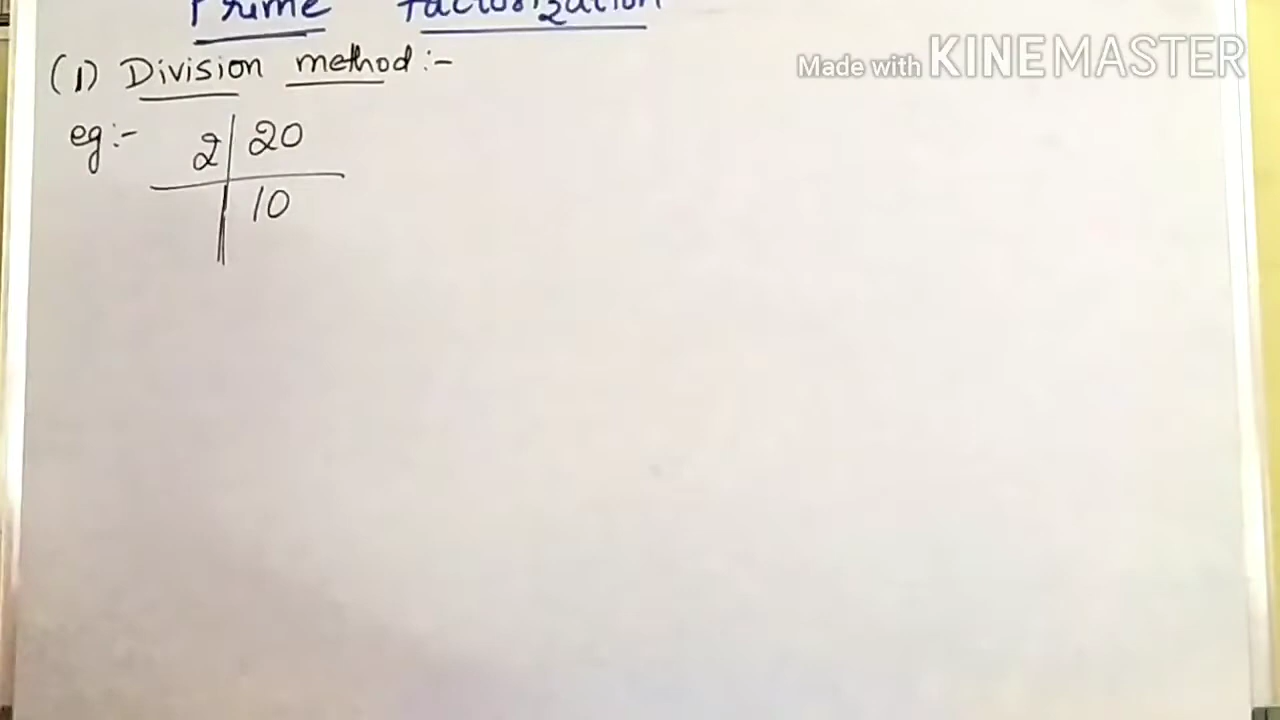 Prime factorization
Made with KINEMASTER
(1) Division method :-
eg:- 2 | 20
10